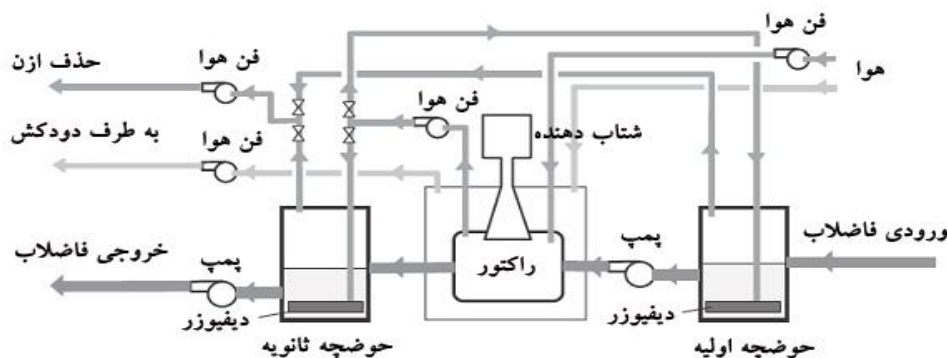 فن هوا
هوا
فن هوا
حذف ازن
فن هوا
شتاب دهنده
فن هوا
به طرف دودکش
ورودی فاضلاب
پمپ
راکتور
پمپ
خروجی فاضلاب
دیفیوزر
دیفیوزر
حوضچه اولیه
حوضچه ثانویه